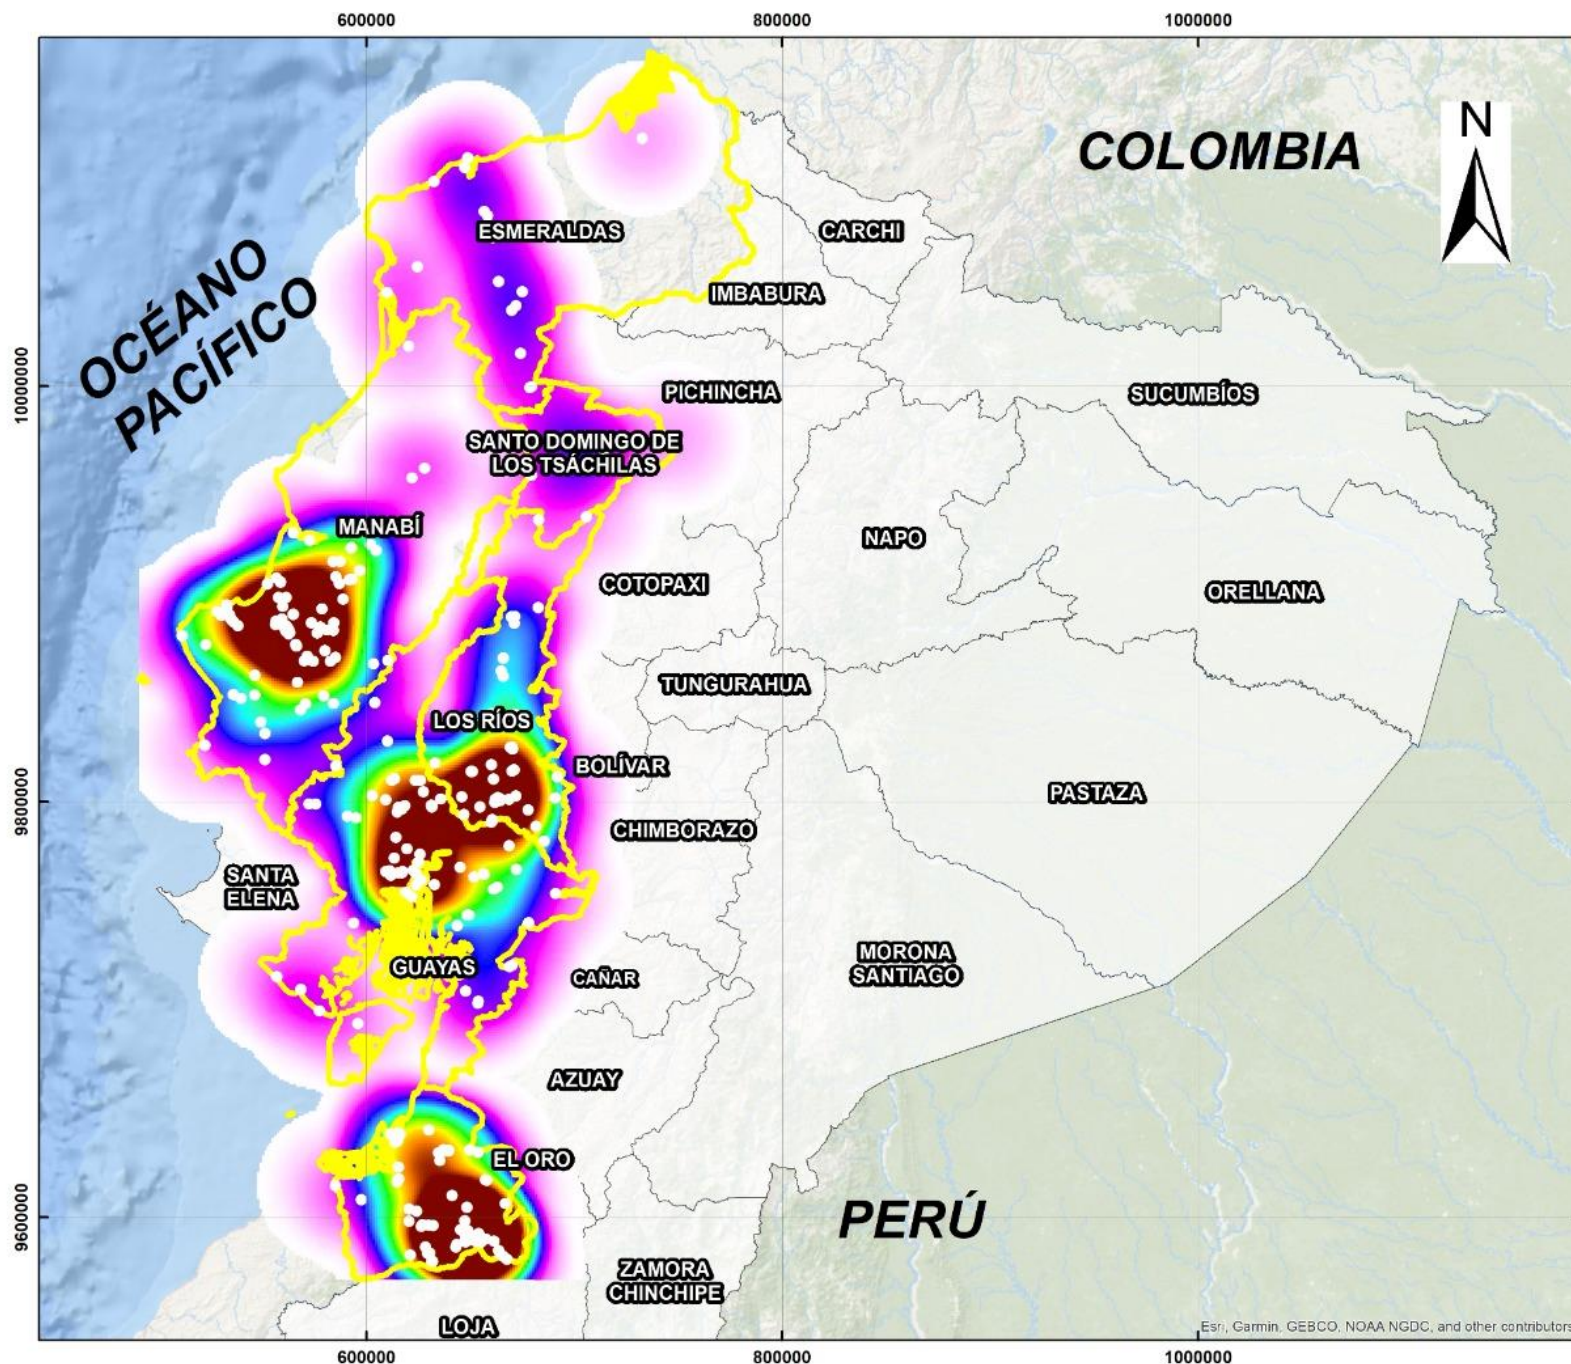 600000
800000
1000000
N
COLOMBIA
ESMERALDAS
CARCHI
OCÉANO
PACÍFICO
IMBABURA
1000000
PICHINCHA
SUCUMBÍOS
SANTO DOMINGO DE
LOS TSÁCHILAS
MANABÍ
NAPO
COTOPAXI
ORELLANA
TUNGURAHUA
LOS RÍOS
BOLÍVAR
9800000
PASTAZA
CHIMBORAZO
SANTA
ELENA
MORONA
SANTIAGO
GUAYAS
CAÑAR
AZUAY
EL ORO
9600000
PERÚ
ZAMORA
CHINCHIPE
LOJA
Esri, Garmin, GEBCO, NOAA NGDC, and other contributors
600000
800000
1000000